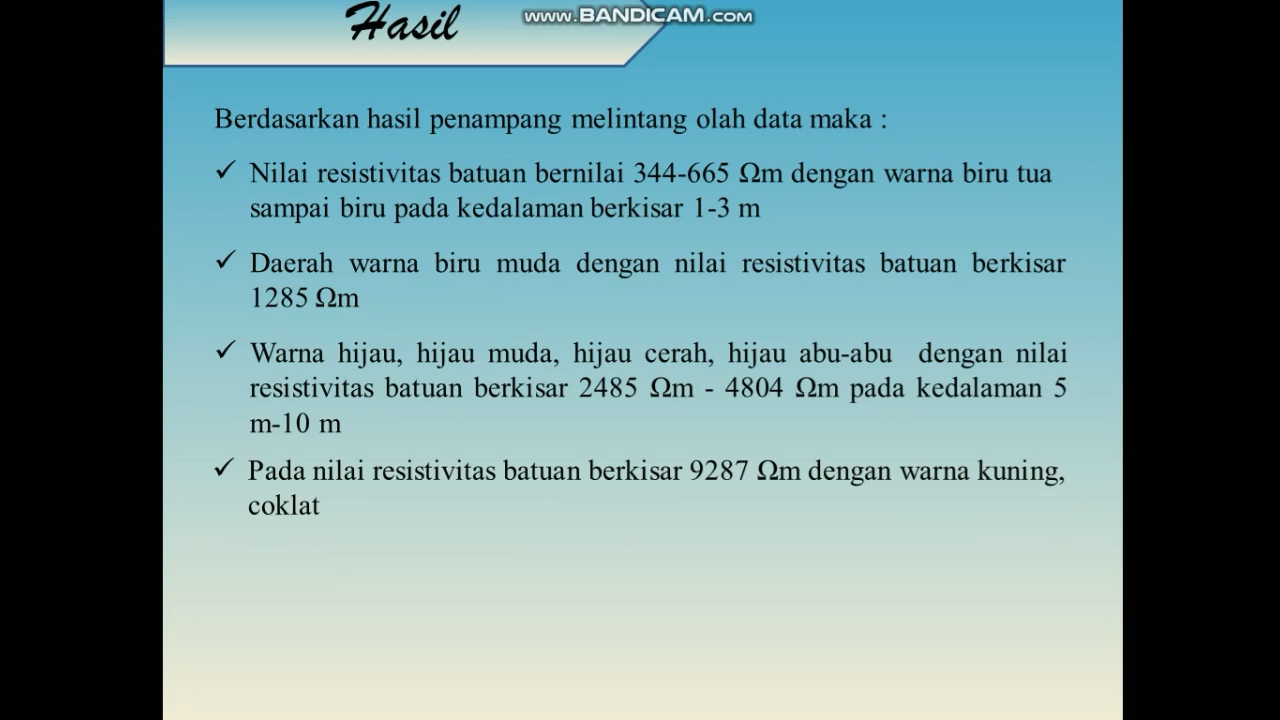 Hasil
www.BANDICAM.com
Berdasarkan hasil penampang melintang olah data maka :
✓ Nilai resistivitas batuan bernilai 344-665 Ωm dengan warna biru tua
sampai biru pada kedalaman berkisar 1-3 m
✓ Daerah warna biru muda dengan nilai resistivitas batuan berkisar
1285 Ωm
✓ Warna hijau, hijau muda, hijau cerah, hijau abu-abu dengan nilai
resistivitas batuan berkisar 2485 Ωm - 4804 Ωm pada kedalaman 5
m-10 m
✓ Pada nilai resistivitas batuan berkisar 9287 Ωm dengan warna kuning,
coklat